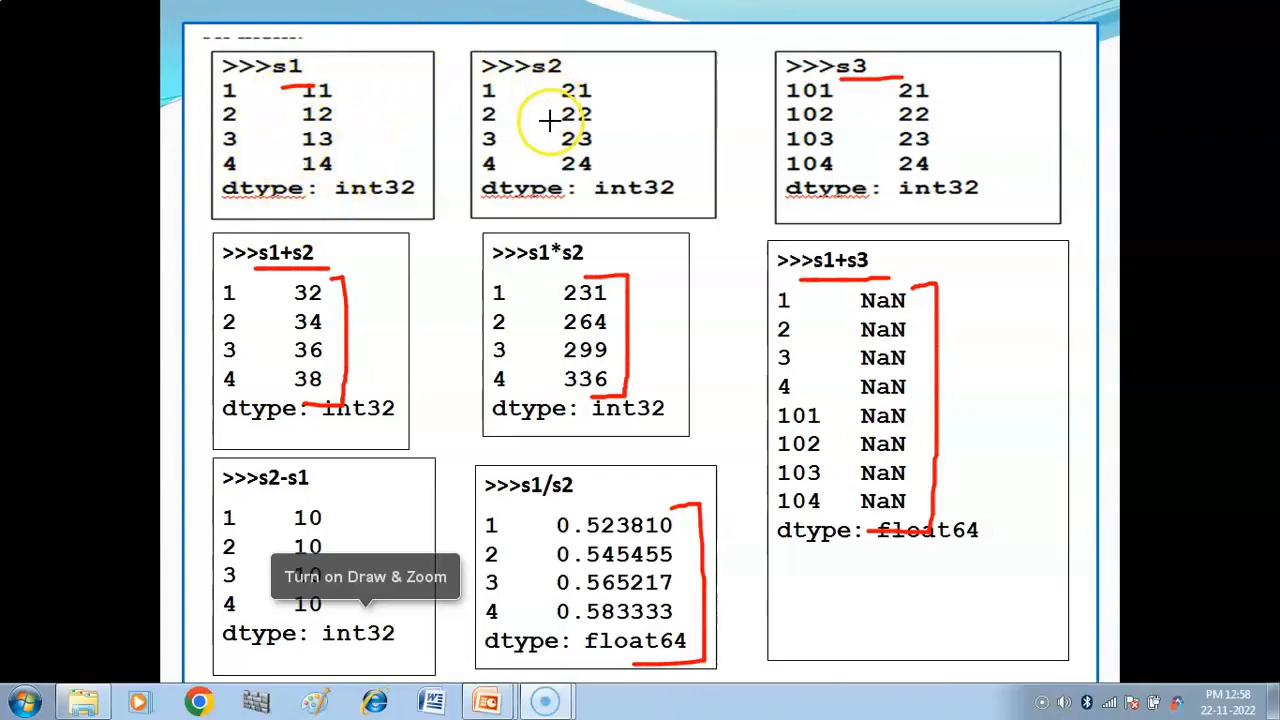 >>>s1
1 11
2 12
3 13
4 14
dtype: int32
>>>s2
1 21
2 22
3 23
4 24
dtype: int32
>>>s3
101 21
102 22
103 23
104 24
dtype: int32
>>>s1+s2
1 32
2 34
3 36
4 38
dtype: int32
>>>s1*s2
1 231
2 264
3 299
4 336
dtype: int32
>>>s1+s3
1 NaN
2 NaN
3 NaN
4 NaN
101 NaN
102 NaN
103 NaN
104 NaN
dtype: float64
>>>s2-s1
1 10
2 10
3 10
4 10
dtype: int32
Turn on Draw & Zoom
>>>s1/s2
1 0.523810
2 0.545455
3 0.565217
4 0.583333
dtype: float64
PM 12:58
22-11-2022